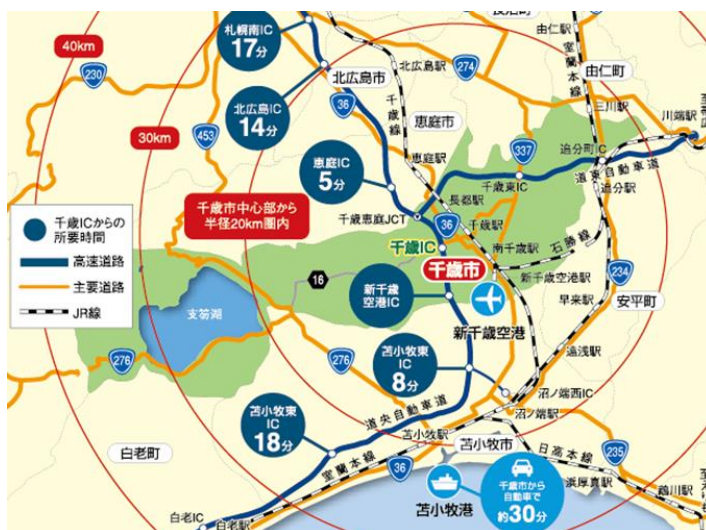 40km
230
札幌南IC
17分
北広島市
36
北広島駅
274
由仁駅
由仁町
室蘭本線
三川駅
川端駅
北広島IC
14分
千歳線
恵庭市
453
30km
恵庭IC
5分
恵庭駅
337
追分町IC
道東自動車道
千歳東IC
追分駅
長都駅
千歳市中心部から
半径20km圏内
千歳恵庭JCT
36
千歳駅
千歳ICからの
所要時間
高速道路
主要道路
JR線
千歳IC
千歳市
南千歳駅
石勝線
234
16
新千歳
空港IC
新千歳空港駅
早来駅
安平町
支笏湖
新千歳空港
276
276
苫小牧東
IC
8分
遠浅駅
沼ノ端西IC
道央自動車道
沼ノ端駅
苫小牧東
IC
18分
苫小牧駅
苫小牧市
白老町
室蘭本線
36
日高本線
235
浜厚真駅
鵡川駅
千歳市から
自動車で
約30分
苫小牧港
白老IC
白老駅